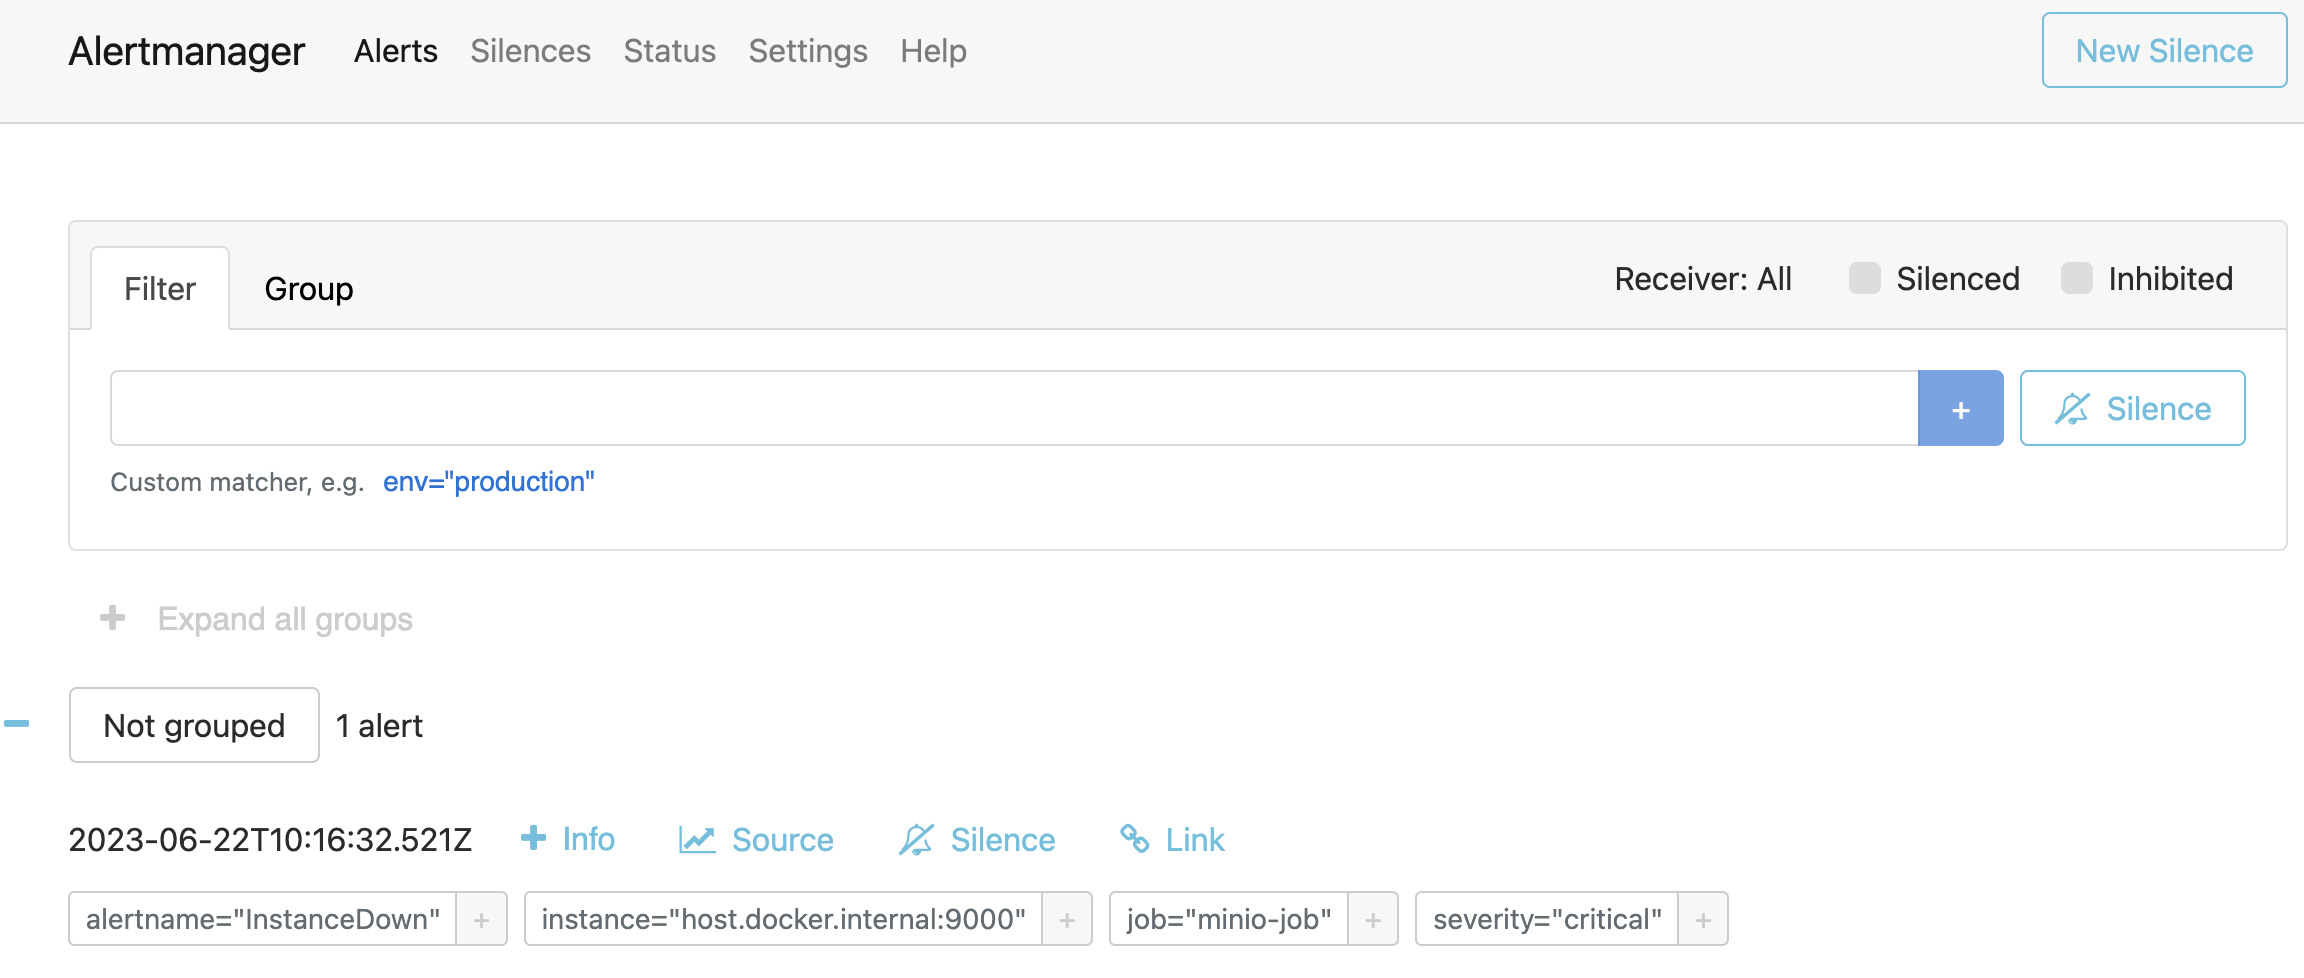 Alertmanager Alerts Silences Status Settings Help New Silence
Filter Group Receiver: All Silenced Inhibited
+ Silence
Custom matcher, e.g. env="production"
+ Expand all groups
Not grouped 1 alert
2023-06-22T10:16:32.521Z + Info Source Silence Link
alertname="InstanceDown" + instance="host.docker.internal:9000" + job="minio-job" + severity="critical" +